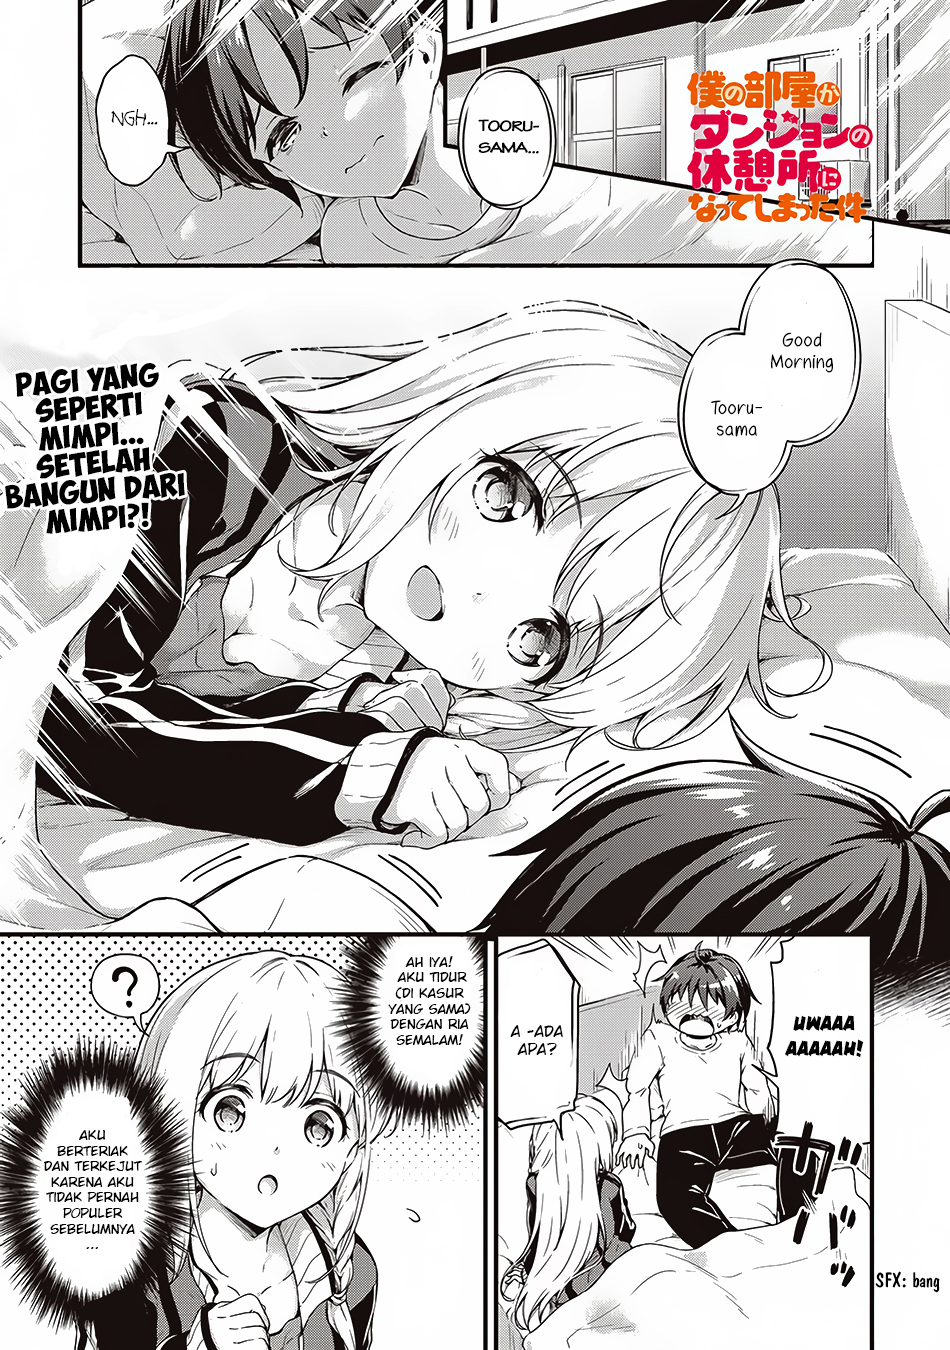 僕の部屋が
ダンジョンの
休憩所に
なってしまった件
TOORU-
SAMA...
NGH...
Good
Morning
Tooru-
sama
PAGI YANG
SEPERTI
MIMPI...
SETELAH
BANGUN DARI
MIMPI?!
UWAAA
AAAAAH!
A -ADA
APA?
ガバッ
SFX: bang
AH IYA!
AKU TIDUR
(DI KASUR
YANG SAMA)
DENGAN RIA
SEMALAM!
?
AKU
BERTERIAK
DAN TERKEJUT
KARENA AKU
TIDAK PERNAH
POPULER
SEBELUMNYA
...